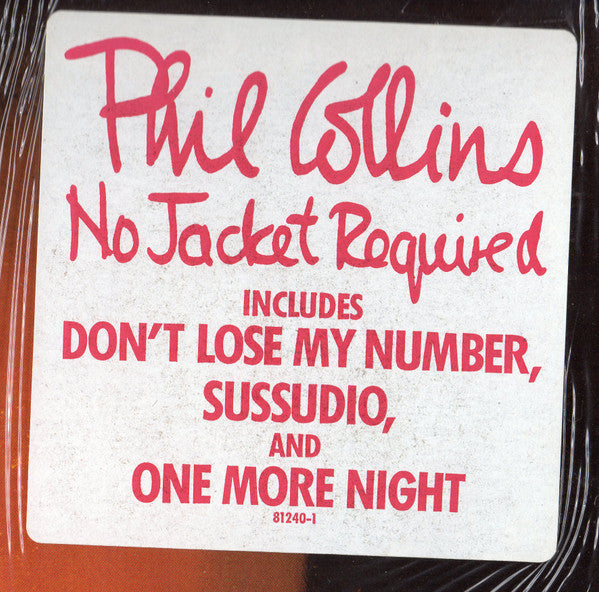 Phil Collins
No Jacket Required
INCLUDES
DON'T LOSE MY NUMBER,
SUSSUDIO,
AND
ONE MORE NIGHT
81240-1